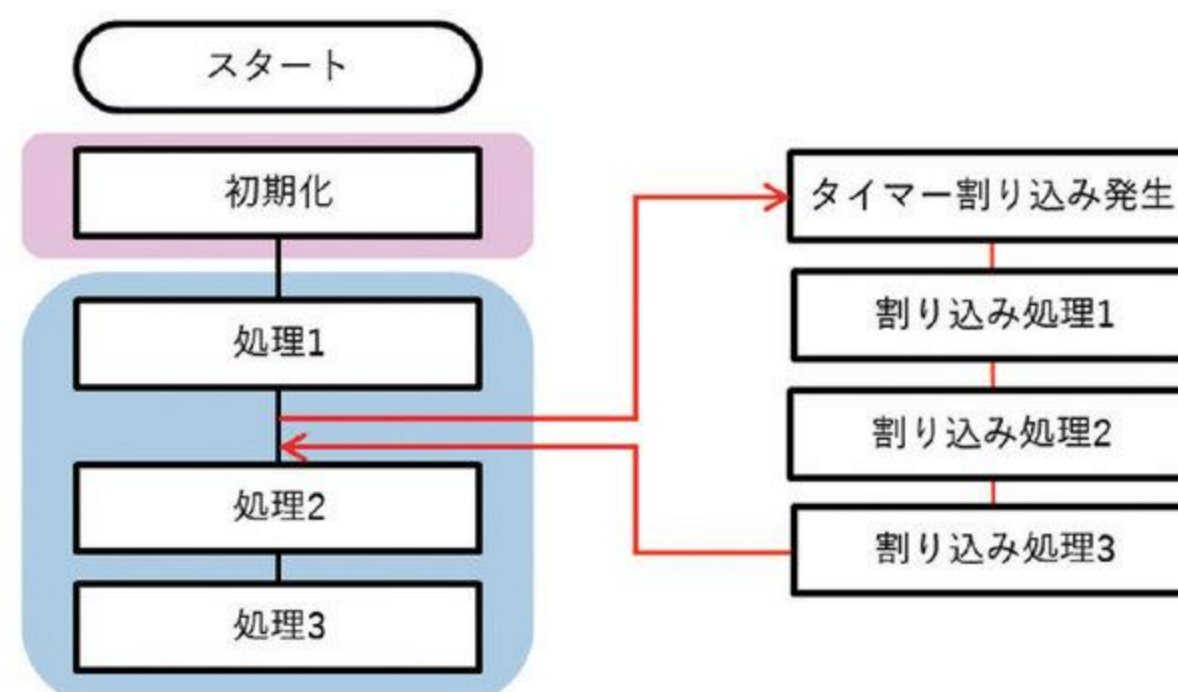 スタート
初期化
処理1
処理2
処理3
タイマー割り込み発生
割り込み処理1
割り込み処理2
割り込み処理3